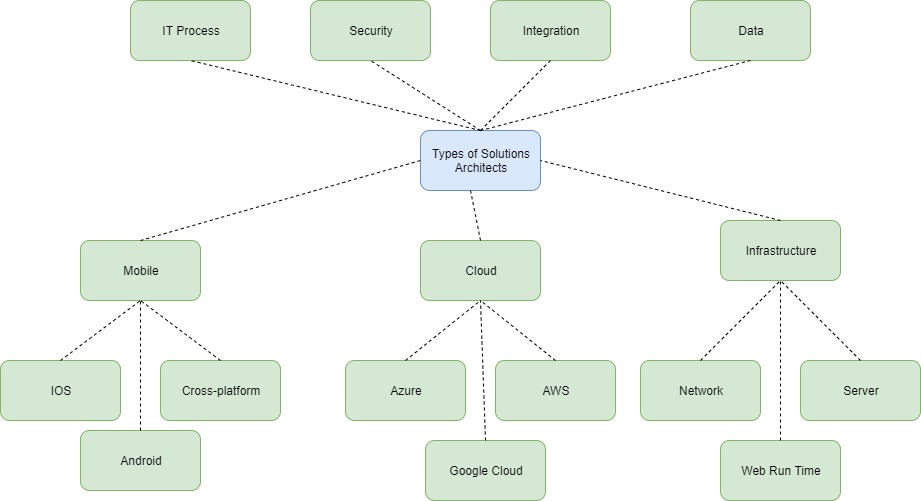 IT Process
Security
Integration
Data
Types of Solutions
Architects
Mobile
Cloud
Infrastructure
IOS
Cross-platform
Azure
AWS
Network
Server
Android
Google Cloud
Web Run Time